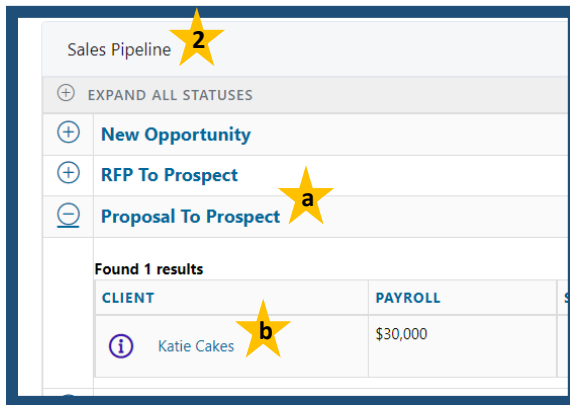 Sales Pipeline 2
EXPAND ALL STATUSES
New Opportunity
RFP To Prospect
a
Proposal To Prospect
Found 1 results
CLIENT PAYROLL
Katie Cakes b $30,000